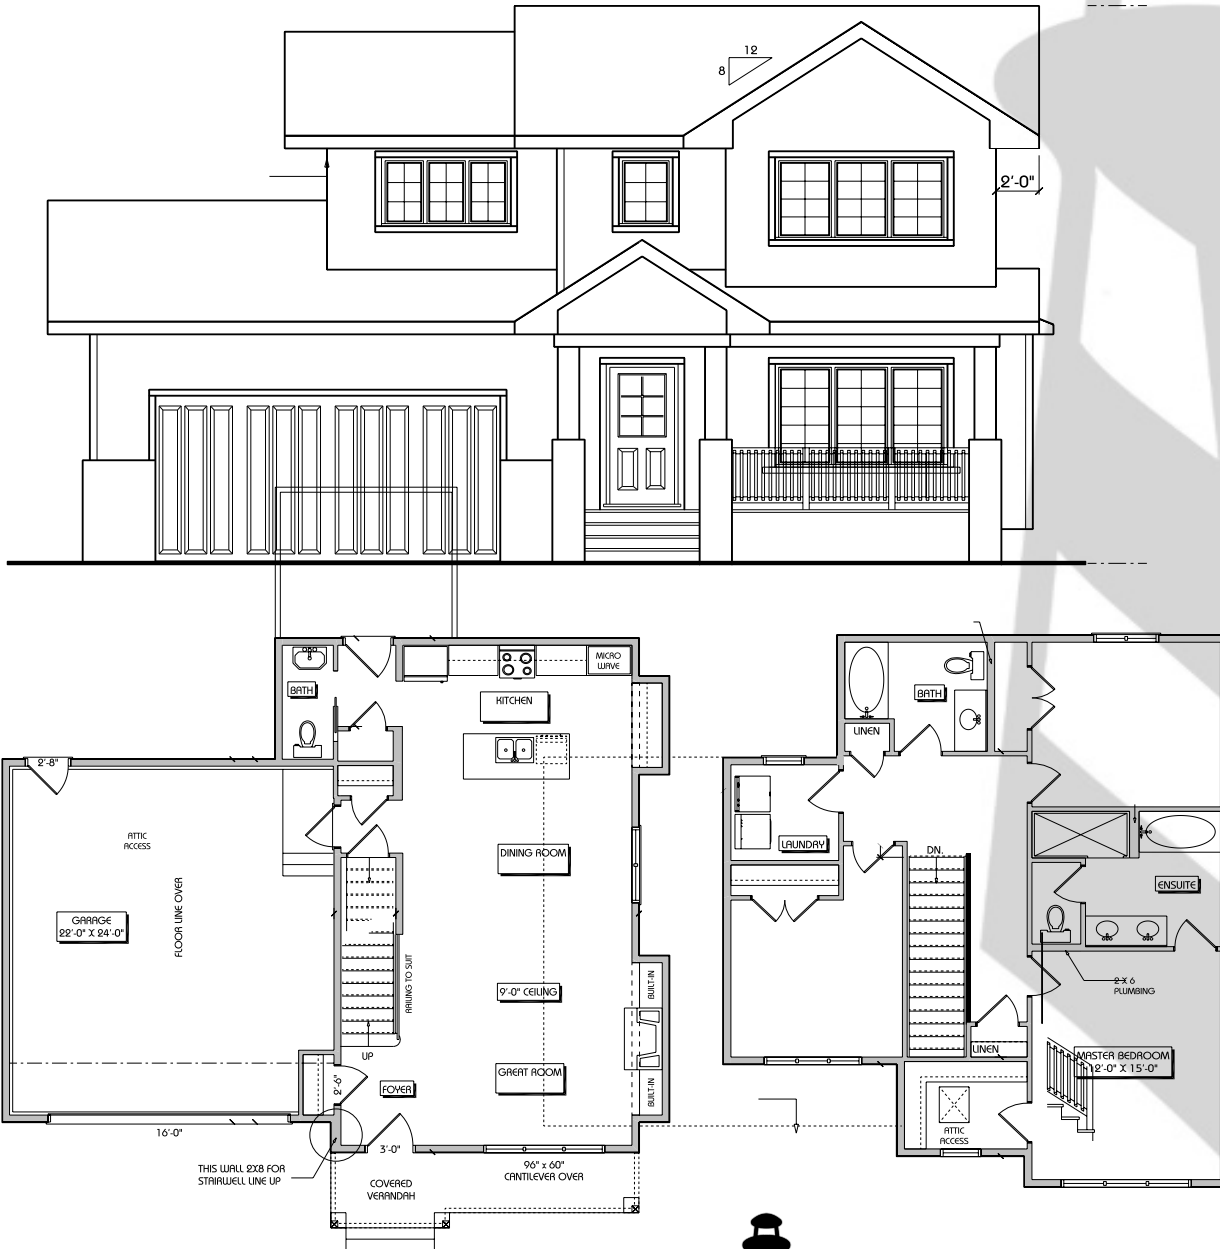 12
8
2'-0"
BATH
MICRO
WAVE
KITCHEN
BATH
LINEN
2'-8"
ATTIC
ACCESS
DINING ROOM
LAUNDRY
DN.
ENSUITE
GARAGE
22'-0" X 24'-0"
FLOOR LINE OVER
RAILING TO SUIT
9'-0" CEILING
BUILT-IN
2 X 6
PLUMBING
UP
LINEN
MASTER BEDROOM
2'-0" X 15'-0"
GREAT ROOM
2'-6"
FOYER
BUILT-IN
16'-0"
ATTIC
ACCESS
3'-0"
THIS WALL 2X8 FOR
STAIRWELL LINE UP
96" x 60"
CANTILEVER OVER
COVERED
VERANDAH